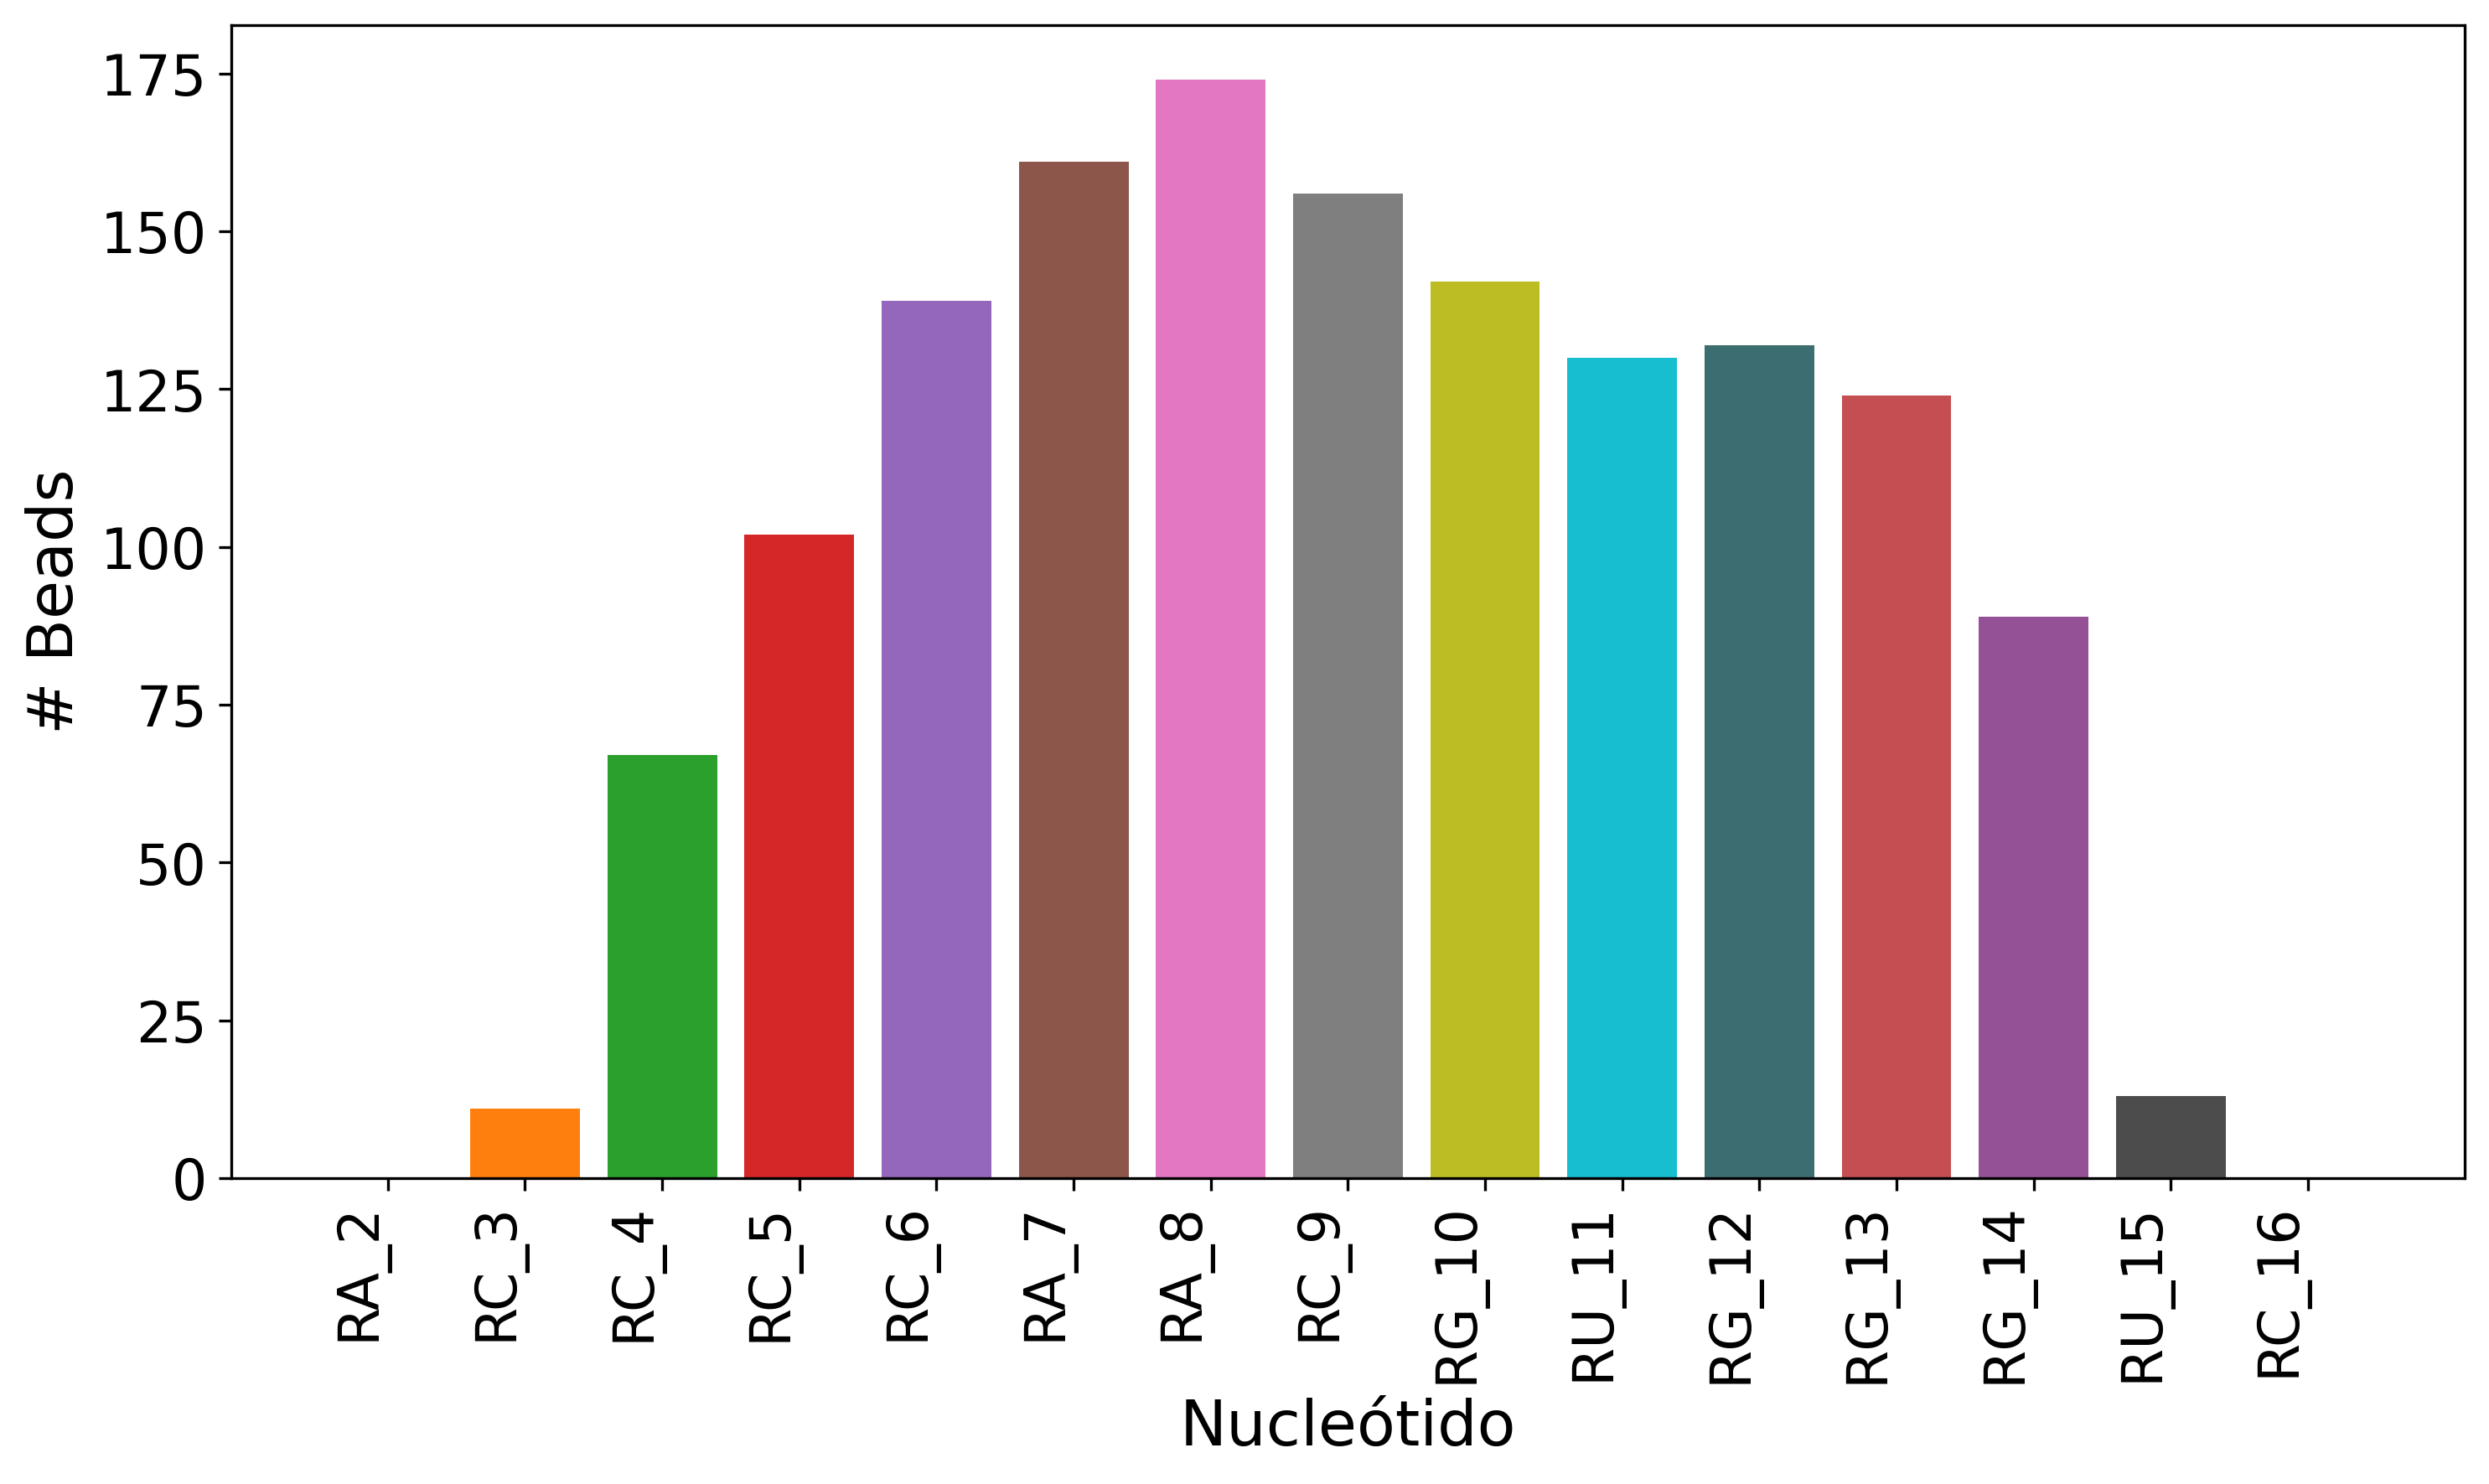 175
150
125
100
75
50
25
0
# Beads
RA_2
RC_3
RC_4
RC_5
RC_6
RA_7
RA_8
RC_9
RG_10
RU_11
RG_12
RG_13
RG_14
RU_15
RC_16
Nucleótido